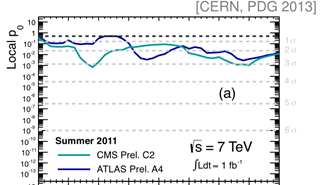 [CERN, PDG 2013]
Local p₀
10
1
10⁻¹
10⁻²
10⁻³
10⁻⁴
10⁻⁵
10⁻⁶
10⁻⁷
10⁻⁸
10⁻⁹
10⁻¹⁰
10⁻¹¹
10⁻¹²
10⁻¹³
1σ
2σ
3σ
4σ
5σ
6σ
(a)
Summer 2011
CMS Prel. C2
ATLAS Prel. A4
√s = 7 TeV
∫Ldt ≈ 1 fb⁻¹